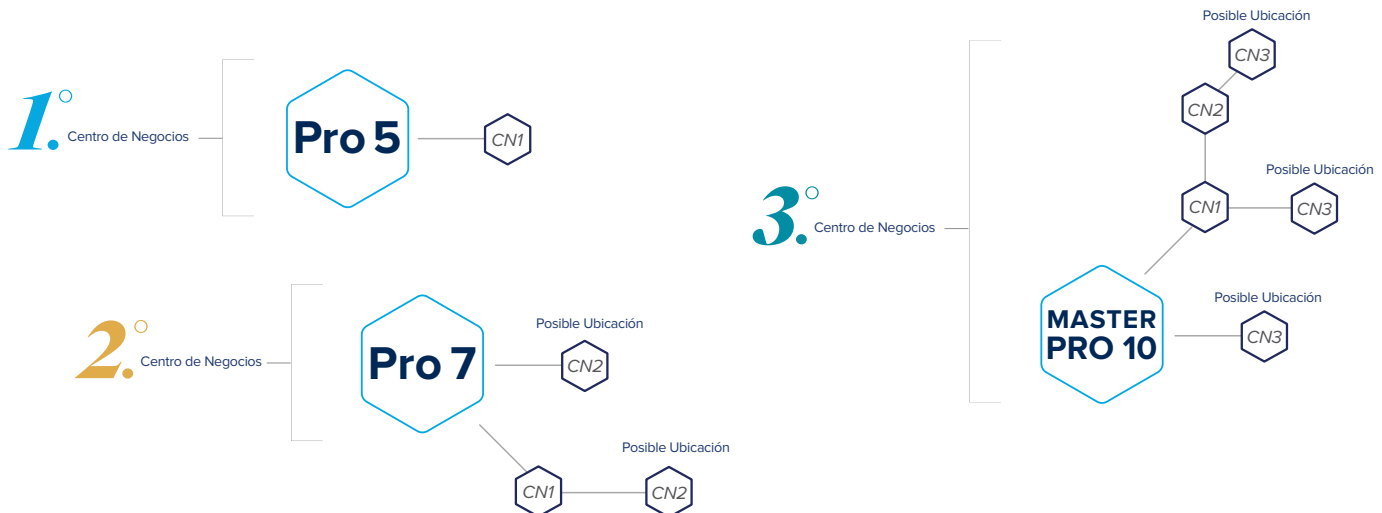 1.°
Centro de Negocios
Pro 5
CN1
2.°
Centro de Negocios
Pro 7
Posible Ubicación
CN2
CN1
Posible Ubicación
CN2
3.°
Centro de Negocios
MASTER
PRO 10
Posible Ubicación
CN3
CN2
CN1
Posible Ubicación
CN3
Posible Ubicación
CN3